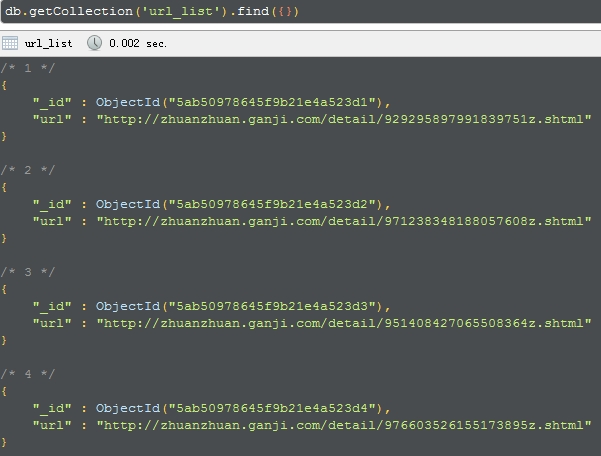 db.getCollection('url_list').find({})
url_list 0.002 sec.
/* 1 */
{
"_id" : ObjectId("5ab50978645f9b21e4a523d1"),
"url" : "http://zhuanzhuan.ganji.com/detail/929295897991839751z.shtml"
}
/* 2 */
{
"_id" : ObjectId("5ab50978645f9b21e4a523d2"),
"url" : "http://zhuanzhuan.ganji.com/detail/971238348188057608z.shtml"
}
/* 3 */
{
"_id" : ObjectId("5ab50978645f9b21e4a523d3"),
"url" : "http://zhuanzhuan.ganji.com/detail/951408427065508364z.shtml"
}
/* 4 */
{
"_id" : ObjectId("5ab50978645f9b21e4a523d4"),
"url" : "http://zhuanzhuan.ganji.com/detail/976603526155173895z.shtml"
}